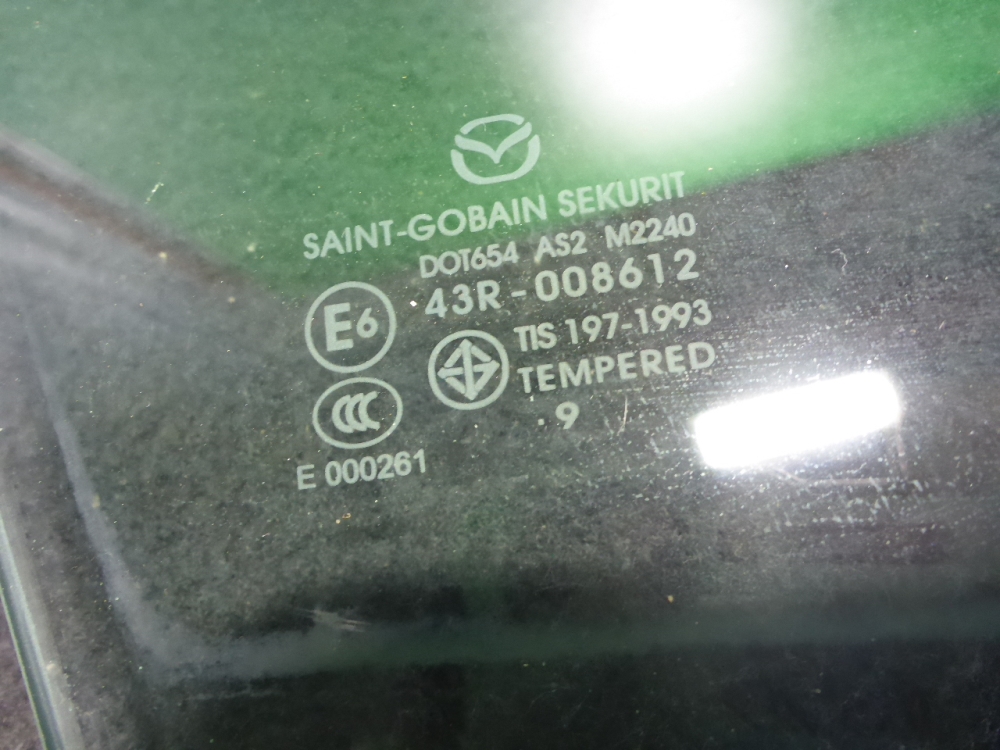 SAINT-GOBAIN SEKURIT
DOT654 AS2 M2240
43R-008612
E6
TIS 197-1993
TEMPERED
CCC
. 9
E 000261